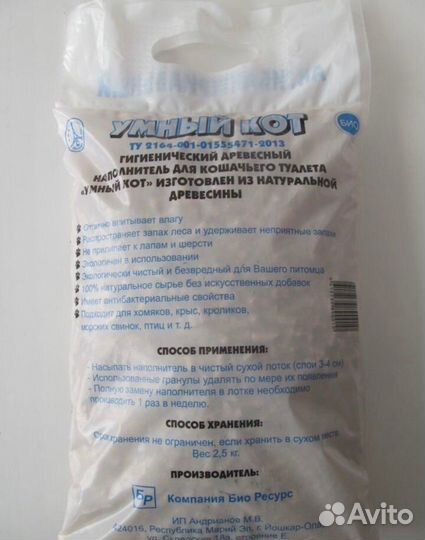 БИО
УМНЫЙ КОТ
ТУ 2164-001-01555471-2013
ГИГИЕНИЧЕСКИЙ ДРЕВЕСНЫЙ
НАПОЛНИТЕЛЬ ДЛЯ КОШАЧЬЕГО ТУАЛЕТА
«УМНЫЙ КОТ» ИЗГОТОВЛЕН ИЗ НАТУРАЛЬНОЙ
ДРЕВЕСИНЫ
Отлично впитывает влагу
Распространяет запах леса и удерживает неприятные запахи
Не прилипает к лапам и шерсти
Экологичен в использовании
Экологически чистый и безвредный для Вашего питомца
100% натуральное сырье без искусственных добавок
Имеет антибактериальные свойства
Подходит для хомяков, крыс, кроликов,
морских свинок, птиц и т. д.
СПОСОБ ПРИМЕНЕНИЯ:
- Насыпать наполнитель в чистый сухой лоток (слой 3-4 см)
- Использованные гранулы удалять по мере их появления
- Полную замену наполнителя в лотке необходимо
производить 1 раз в неделю.
СПОСОБ ХРАНЕНИЯ:
Срок хранения не ограничен, если хранить в сухом месте.
Вес 2,5 кг.
ПРОИЗВОДИТЕЛЬ:
БР Компания Био Ресурс
ИП Андрианов М.В.
424016, Республика Марий Эл, г. Йошкар-Ола
Avito